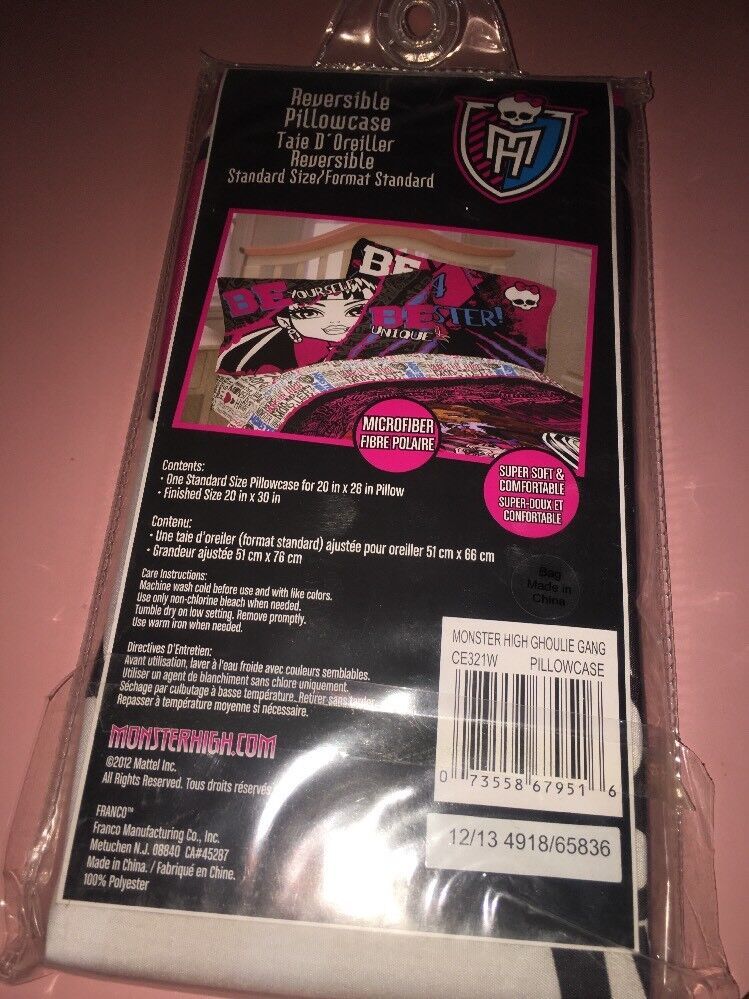 Reversible
Pillowcase
Taie D'Oreiller
Reversible
Standard Size/Format Standard
MH
BE YOURSELF
BE
4
BESTER!
UNIQUE
MICROFIBER
FIBRE POLAIRE
SUPER SOFT &
COMFORTABLE
SUPER-DOUX ET
CONFORTABLE
Contents:
• One Standard Size Pillowcase for 20 in x 26 in Pillow
• Finished Size 20 in x 30 in
Contenu:
• Une taie d'oreiler (format standard) ajustée pour oreiller 51 cm x 66 cm
• Grandeur ajustée 51 cm x 76 cm
Bag
Made in
China
Care Instructions:
Machine wash cold before use and with like colors.
Use only non-chlorine bleach when needed.
Tumble dry on low setting. Remove promptly.
Use warm iron when needed.
Directives D'Entretien:
Avant utilisation, laver à l'eau froide avec couleurs semblables.
Utiliser un agent de blanchiment sans chlore uniquement.
Séchage par culbutage à basse température. Retirer sans tarder.
Repasser à température moyenne si nécessaire.
MONSTERHIGH.COM
©2012 Mattel Inc.
All Rights Reserved. Tous droits réservés
FRANCO™
Franco Manufacturing Co., Inc.
Metuchen N.J. 08840 CA#45287
Made in China. / Fabriqué en Chine.
100% Polyester
MONSTER HIGH GHOULIE GANG
CE321W PILLOWCASE
0 73558 67951 6
12/13 4918/65836